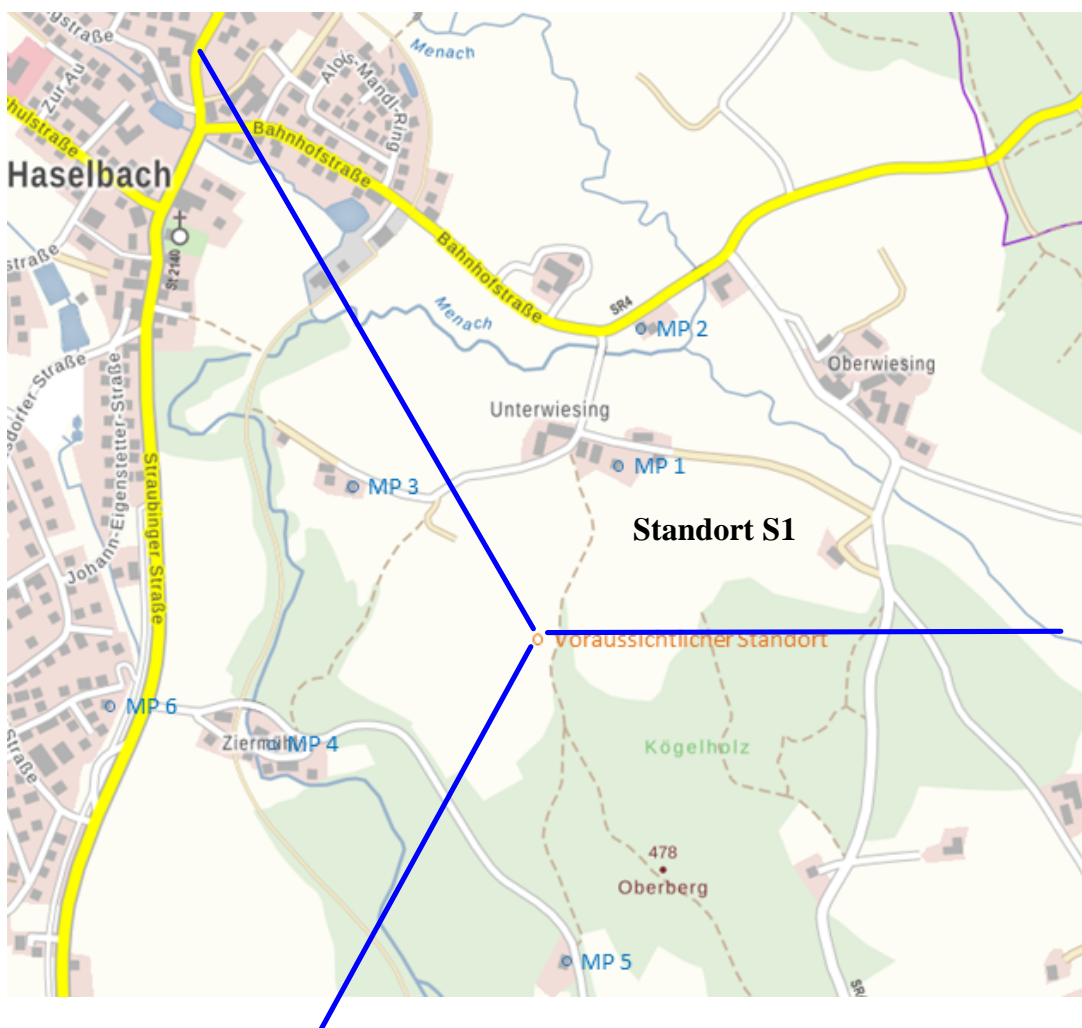 Menach
Zur Au
Alois-Mandl-Ring
Bahnhofstraße
Haselbach
St 2140
Bahnhofstraße
SR4
Menach
MP 2
Oberwiesing
Unterwiesing
Johann-Eigenstetter-Straße
Straubinger Straße
MP 1
MP 3
Standort S1
Voraussichtlicher Standort
MP 6
MP 4
Kögelholz
478
Oberberg
MP 5